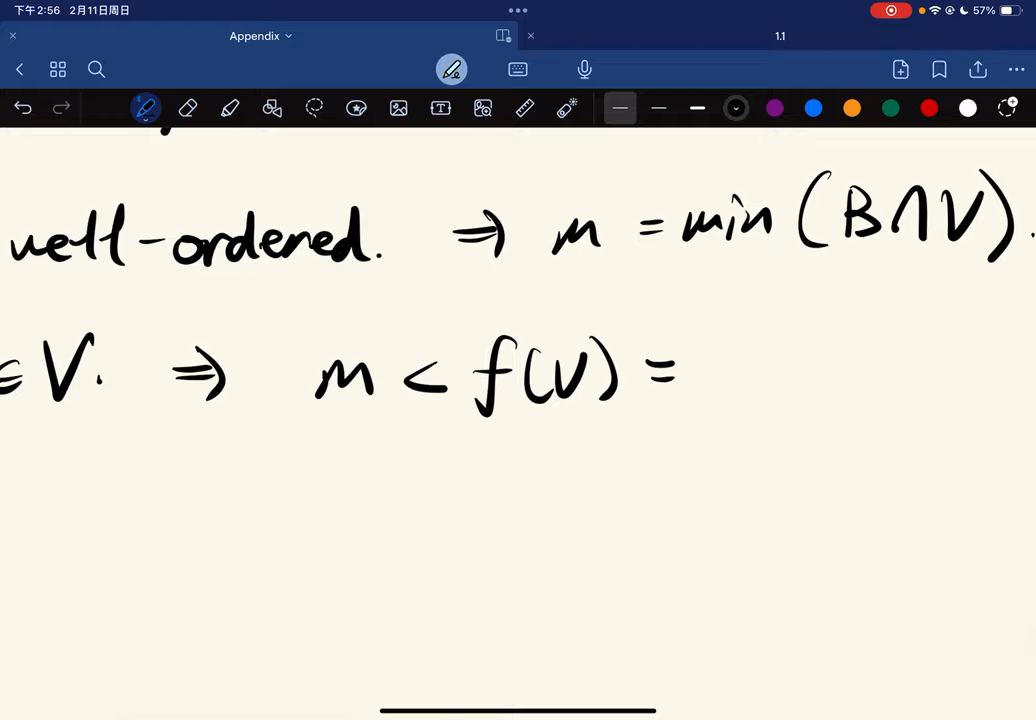 下午2:56 2月11日周日 57%
Appendix 1.1
well-ordered. ⇒ m = min (B∩V).
∈ V. ⇒ m < f(V) =